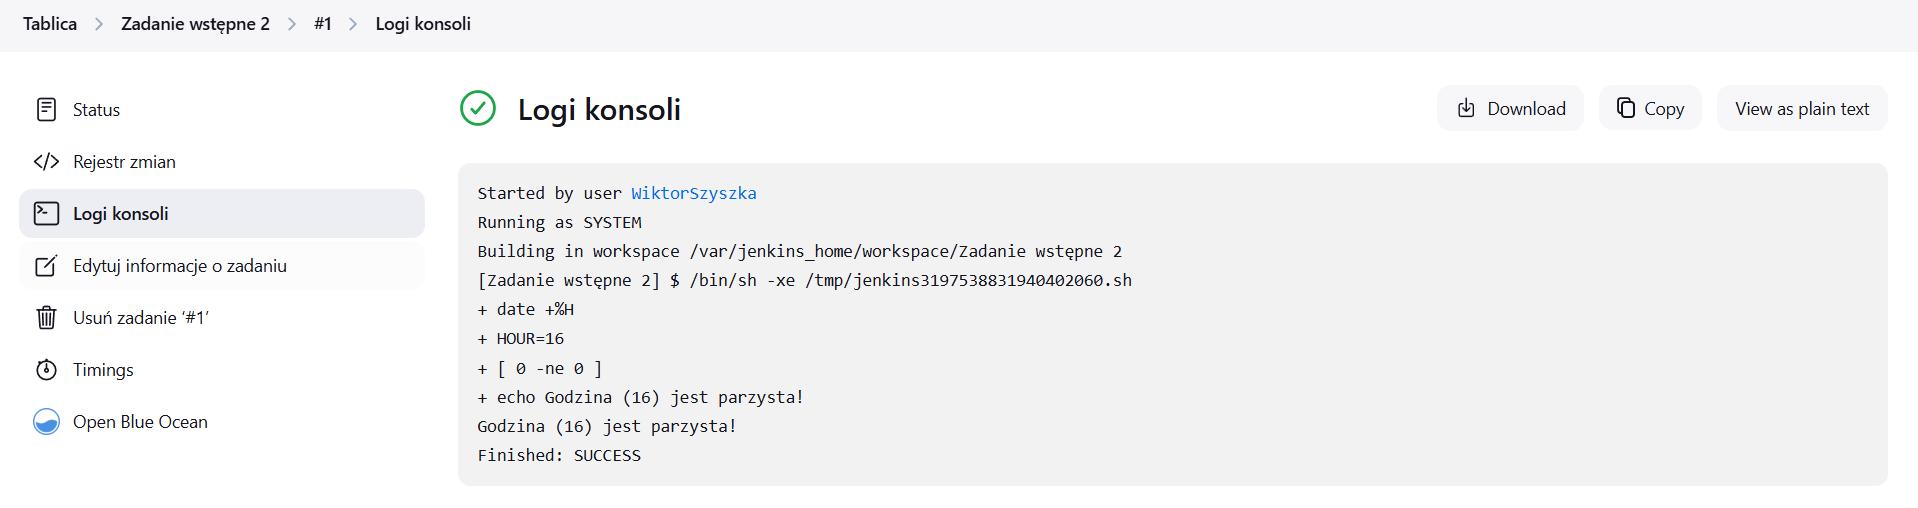 Tablica > Zadanie wstępne 2 > #1 > Logi konsoli
Status
Rejestr zmian
Logi konsoli
Edytuj informacje o zadaniu
Usuń zadanie ‘#1’
Timings
Open Blue Ocean
Logi konsoli
Download
Copy
View as plain text
Started by user WiktorSzyszka
Running as SYSTEM
Building in workspace /var/jenkins_home/workspace/Zadanie wstępne 2
[Zadanie wstępne 2] $ /bin/sh -xe /tmp/jenkins3197538831940402060.sh
+ date +%H
+ HOUR=16
+ [ 0 -ne 0 ]
+ echo Godzina (16) jest parzysta!
Godzina (16) jest parzysta!
Finished: SUCCESS